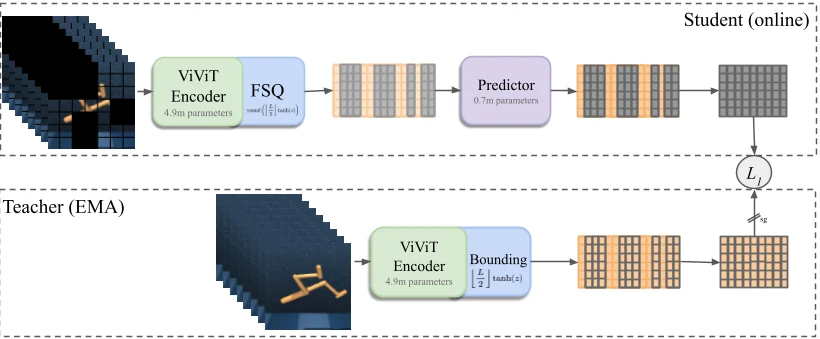 Student (online)
ViViT
Encoder
4.9m parameters
FSQ
round(⌊L/2⌋tanh(z))
Predictor
0.7m parameters
L₁
Teacher (EMA)
sg
ViViT
Encoder
4.9m parameters
Bounding
⌊L/2⌋tanh(z)